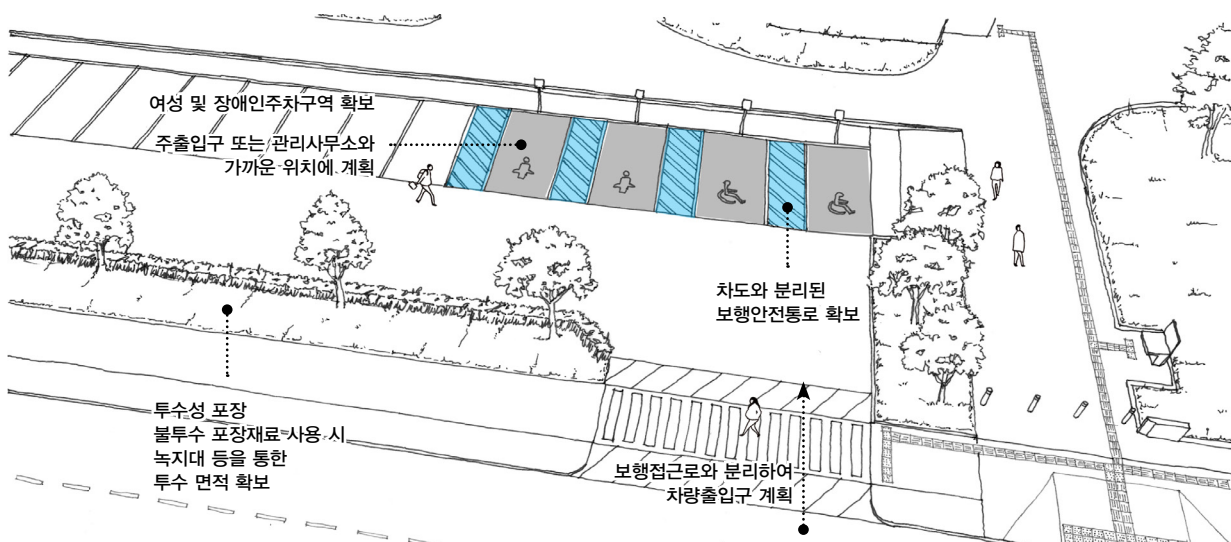 여성 및 장애인주차구역 확보
주출입구 또는 관리사무소와
가까운 위치에 계획
차도와 분리된
보행안전통로 확보
투수성 포장
불투수 포장재료 사용 시
녹지대 등을 통한
투수 면적 확보
보행접근로와 분리하여
차량출입구 계획